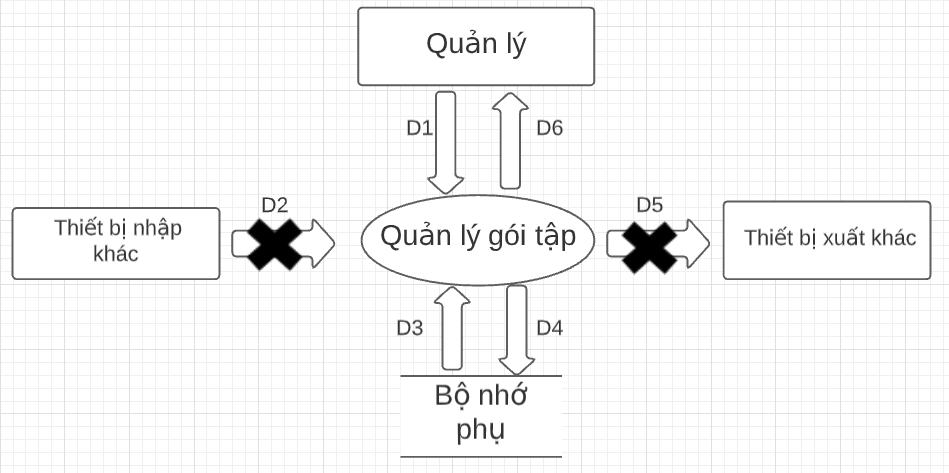 Quản lý
D1
D6
D2
D5
Thiết bị nhập
khác
Quản lý gói tập
Thiết bị xuất khác
D3
D4
Bộ nhớ
phụ